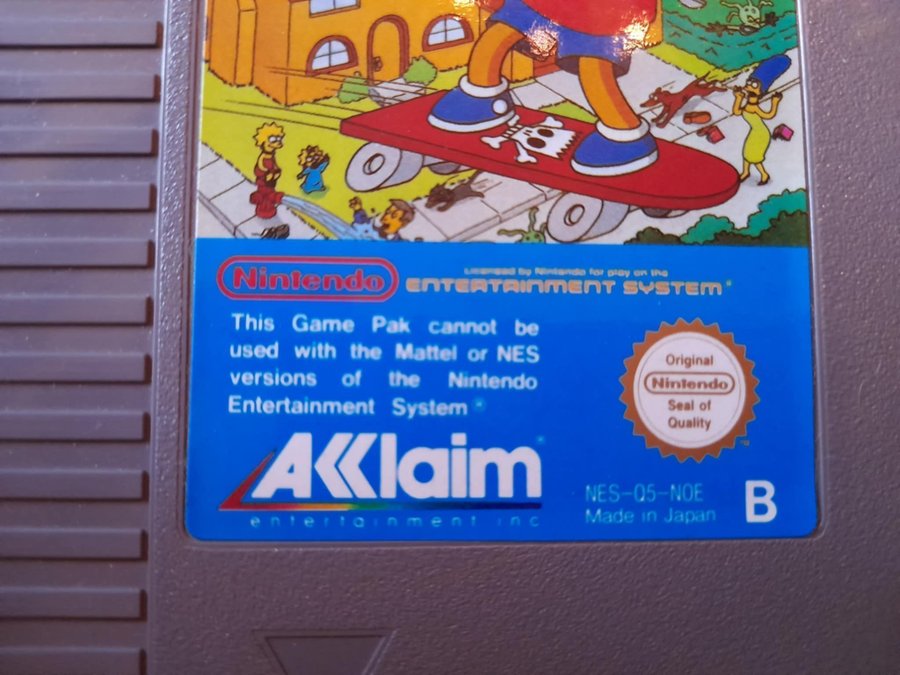 Licensed by Nintendo for play on the
Nintendo ENTERTAINMENT SYSTEM
This Game Pak cannot be
used with the Mattel or NES
versions of the Nintendo
Entertainment System
Original
Nintendo
Seal of
Quality
Akklaim
entertainment inc
NES-Q5-NOE
Made in Japan
B